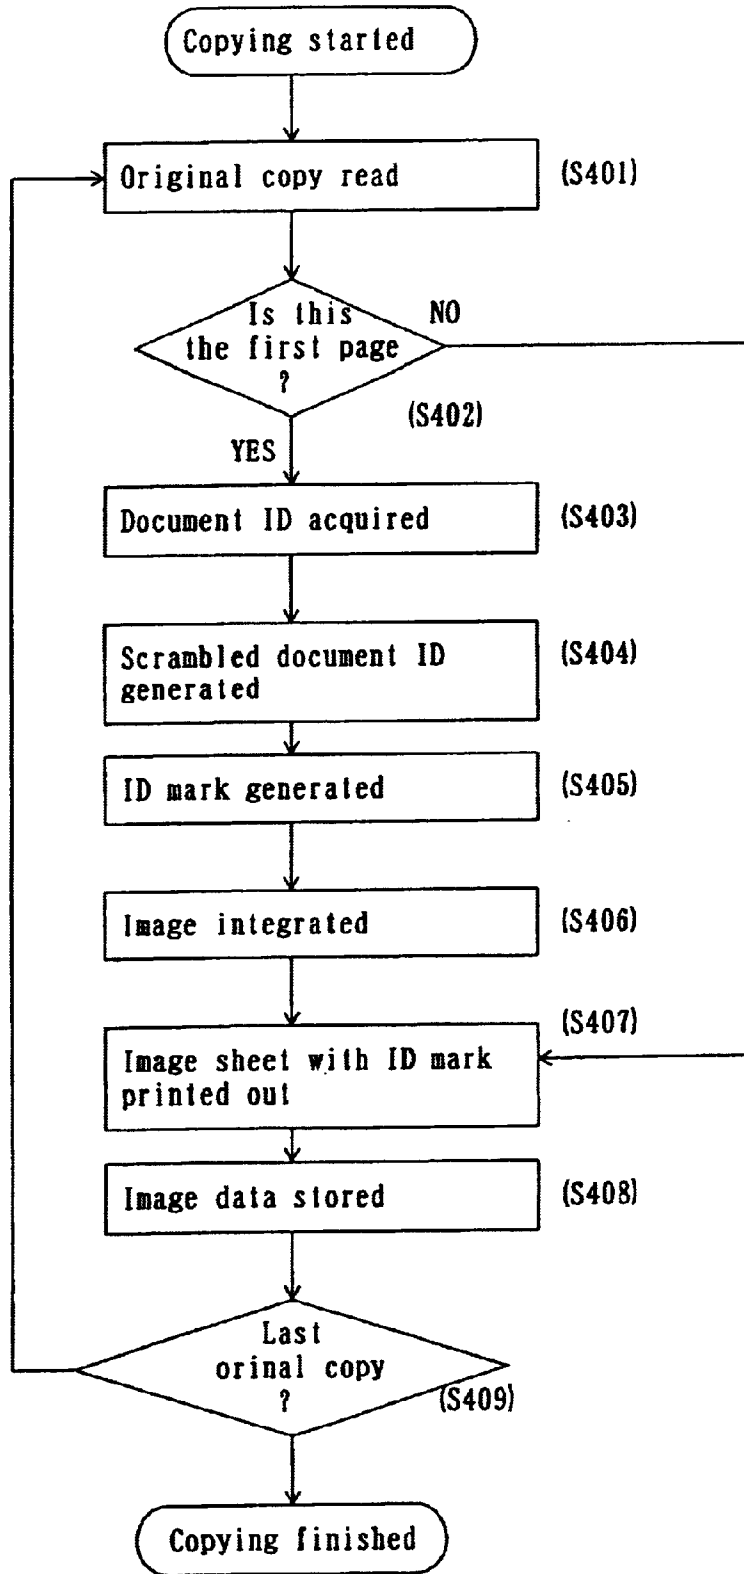 Copying started
Original copy read
(S401)
Is this
the first page
?
NO
(S402)
YES
Document ID acquired
(S403)
Scrambled document ID
generated
(S404)
ID mark generated
(S405)
Image integrated
(S406)
(S407)
Image sheet with ID mark
printed out
Image data stored
(S408)
Last
orinal copy
?
(S409)
Copying finished